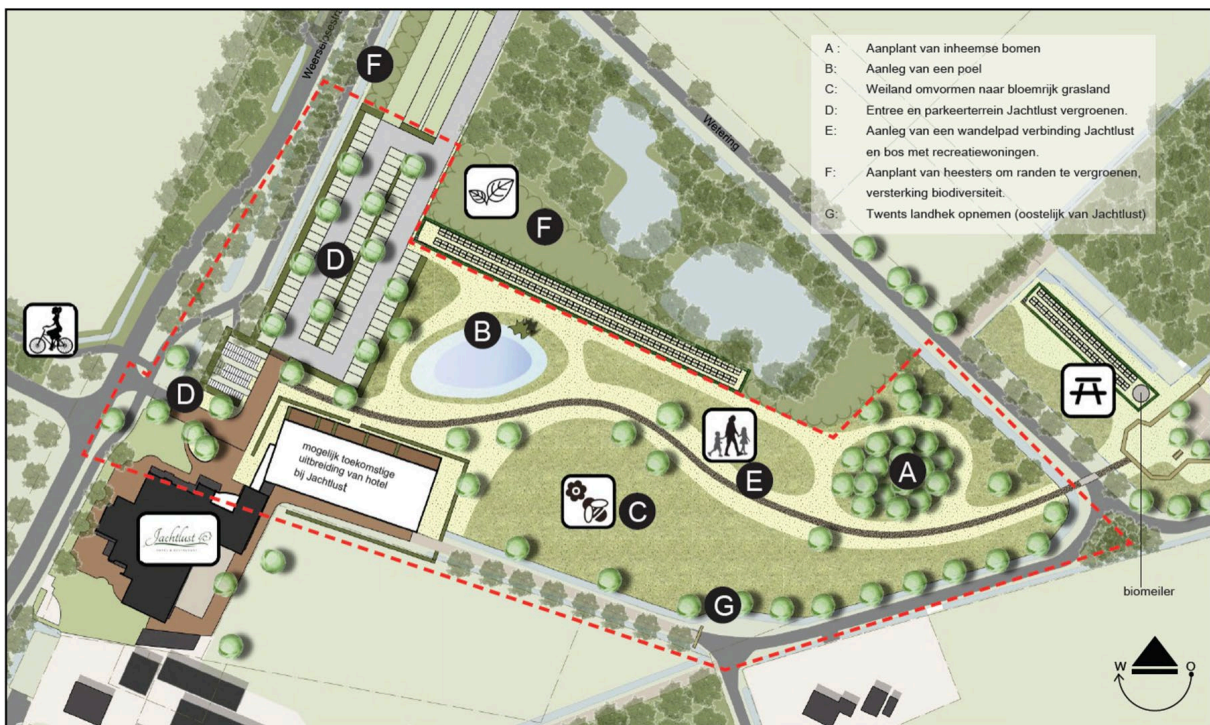 Weerselosestr
F
A : Aanplant van inheemse bomen
B: Aanleg van een poel
C: Weiland omvormen naar bloemrijk grasland
D: Entree en parkeerterrein Jachtlust vergroenen.
E: Aanleg van een wandelpad verbinding Jachtlust
en bos met recreatiewoningen.
F: Aanplant van heesters om randen te vergroenen,
versterking biodiversiteit.
G: Twents landhek opnemen (oostelijk van Jachtlust)
Wetering
F
D
B
D
mogelijk toekomstige
uitbreiding van hotel
bij Jachtlust
A
E
C
Jachtlust
G
biomeiler
W O